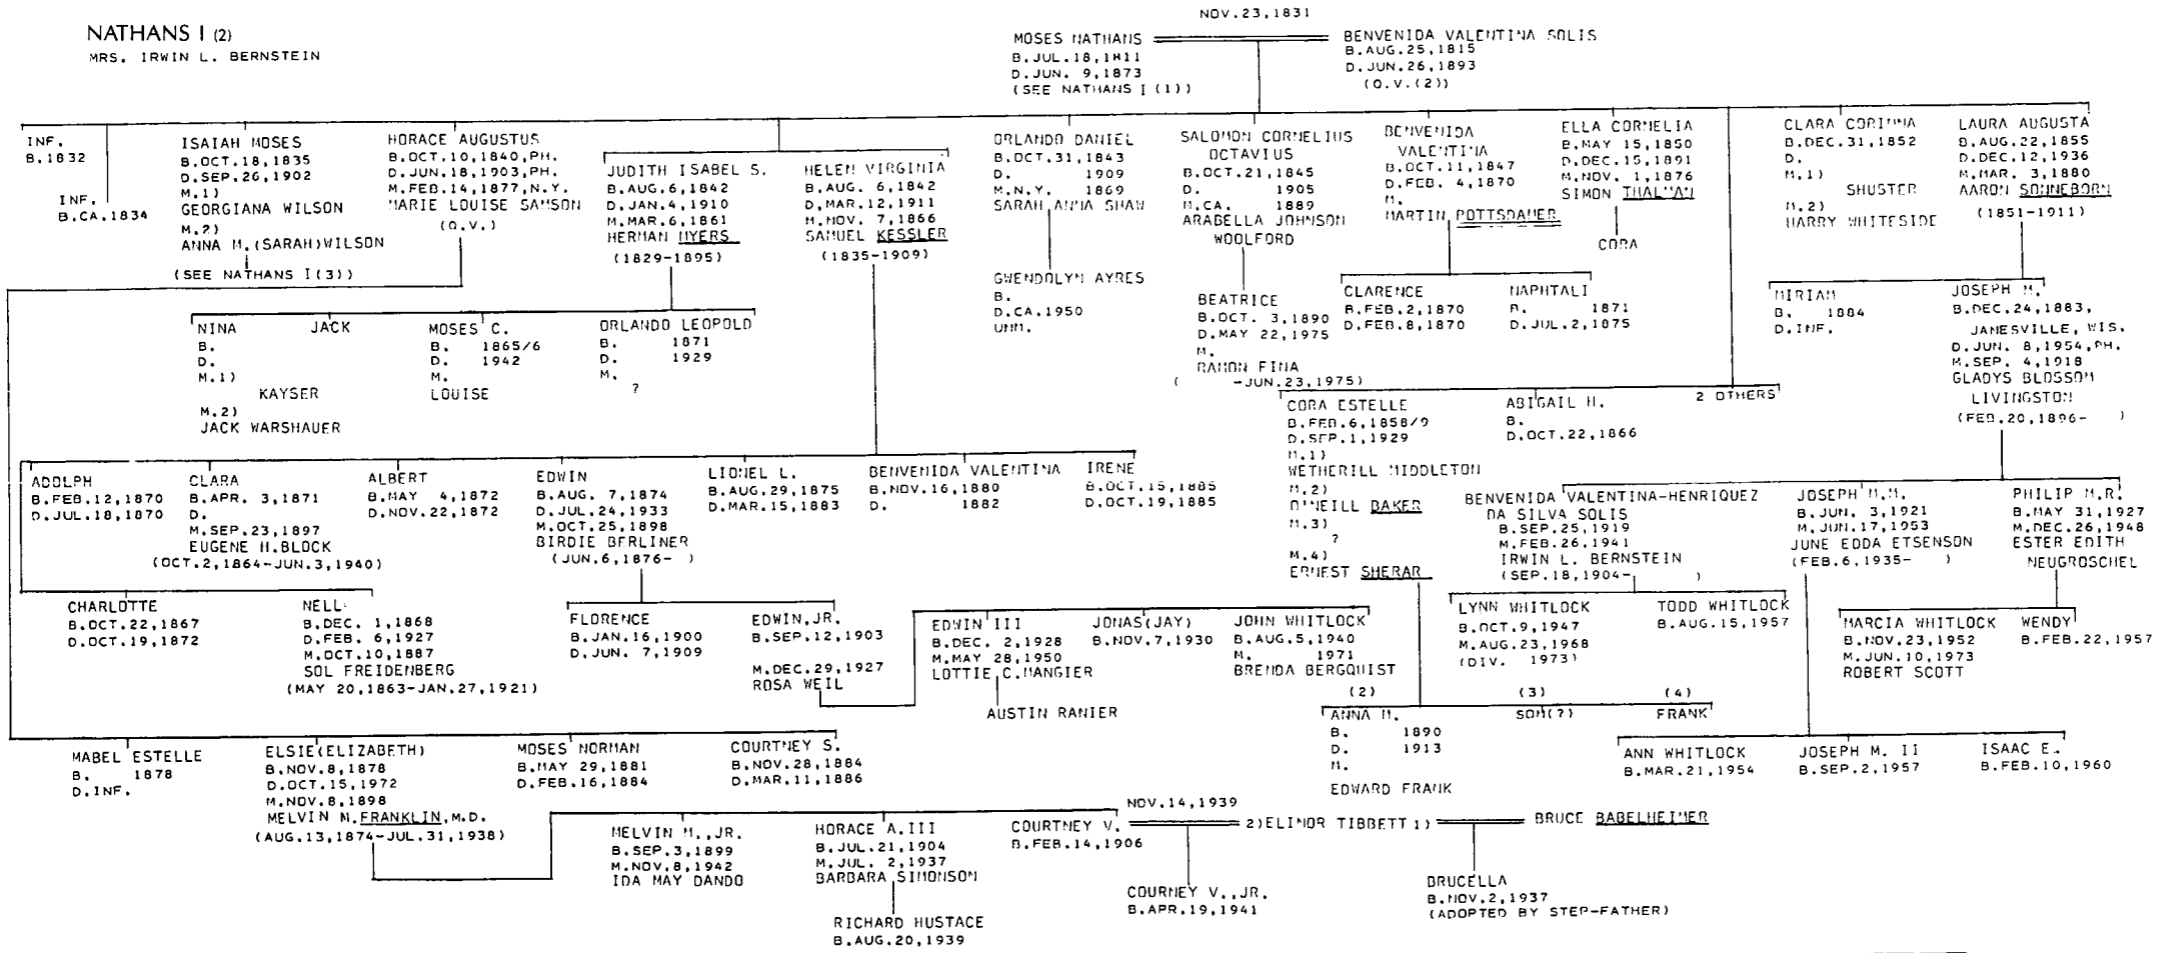 NATHANS I (2)
MRS. IRWIN L. BERNSTEIN
NOV.23,1831
MOSES NATHANS
B.JUL.18,1811
D.JUN. 9,1873
(SEE NATHANS I (1))
BENVENIDA VALENTINA SOLIS
B.AUG.25,1815
D.JUN.26,1893
(Q.V.(2))
INF.
B.1832
INF.
B.CA.1834
ISAIAH MOSES
B.OCT.18,1835
D.SEP.26,1902
M.1)
GEORGIANA WILSON
M.2)
ANNA M.(SARAH)WILSON
(SEE NATHANS I(3))
HORACE AUGUSTUS
B.OCT.10,1840,PH.
D.JUN.18,1903,PH.
M.FEB.14,1877,N.Y.
MARIE LOUISE SAMSON
(Q.V.)
JUDITH ISABEL S.
B.AUG.6,1842
D.JAN.4,1910
M.MAR.6,1861
HERMAN MYERS
(1829-1895)
HELEN VIRGINIA
B.AUG. 6,1842
D.MAR.12,1911
M.NOV. 7,1866
SAMUEL KESSLER
(1835-1909)
ORLANDO DANIEL
B.OCT.31,1843
D. 1909
M.N.Y. 1869
SARAH ANNA SHAW
SALOMON CORNELIUS
OCTAVIUS
B.OCT.21,1845
D. 1905
M.CA. 1889
ARABELLA JOHNSON
WOOLFORD
BENVENIDA
VALENTINA
B.OCT.11,1847
D.FEB. 4,1870
M.
MARTIN POTTSDAMER
ELLA CORNELIA
B.MAY 15,1850
D.DEC.15,1891
M.NOV. 1,1876
SIMON THALMAN
CORA
CLARA CORINNA
B.DEC.31,1852
D.
M.1)
SHUSTER
M.2)
HARRY WHITESIDE
LAURA AUGUSTA
B.AUG.22,1855
D.DEC.12,1936
M.MAR. 3,1880
AARON SONNEBORN
(1851-1911)
NINA
B.
D.
M.1)
KAYSER
M.2)
JACK WARSHAUER
JACK
MOSES C.
B. 1865/6
D. 1942
M.
LOUISE
ORLANDO LEOPOLD
B. 1871
D. 1929
M.
?
GWENDOLYN AYRES
B.
D.CA.1950
UNM.
BEATRICE
B.OCT. 3,1890
D.MAY 22,1975
M.
RAMON FINA
( -JUN.23,1975)
CLARENCE
B.FEB.2,1870
D.FEB.8,1870
NAPHTALI
B. 1871
D.JUL.2,1875
MIRIAM
B. 1884
D.INF.
JOSEPH M.
B.DEC.24,1883,
JANESVILLE, WIS.
D.JUN. 8,1954,PH.
M.SEP. 4,1918
GLADYS BLOSSOM
LIVINGSTON
(FEB.20,1896- )
CORA ESTELLE
B.FEB.6,1858/9
D.SEP.1,1929
M.1)
WETHERILL MIDDLETON
M.2)
O'NEILL BAKER
M.3)
?
M.4)
ERNEST SHERAR
ABIGAIL H.
B.
D.OCT.22,1866
2 OTHERS
ADOLPH
B.FEB.12,1870
D.JUL.18,1870
CLARA
B.APR. 3,1871
D.
M.SEP.23,1897
EUGENE H.BLOCK
(OCT.2,1864-JUN.3,1940)
ALBERT
B.MAY 4,1872
D.NOV.22,1872
EDWIN
B.AUG. 7,1874
D.JUL.24,1933
M.OCT.25,1898
BIRDIE BERLINER
(JUN.6,1876- )
LIONEL L.
B.AUG.29,1875
D.MAR.15,1883
BENVENIDA VALENTINA
B.NOV.16,1880
D. 1882
IRENE
B.OCT.15,1885
D.OCT.19,1885
BENVENIDA VALENTINA-HENRIQUEZ
DA SILVA SOLIS
B.SEP.25,1919
M.FEB.26,1941
IRWIN L. BERNSTEIN
(SEP.18,1904- )
JOSEPH M.M.
B.JUN. 3,1921
M.JUN.17,1953
JUNE EDDA ETSENSON
(FEB.6,1935- )
PHILIP M.R.
B.MAY 31,1927
M.DEC.26,1948
ESTER EDITH
NEUGROSCHEL
CHARLOTTE
B.OCT.22,1867
D.OCT.19,1872
NELL
B.DEC. 1,1868
D.FEB. 6,1927
M.OCT.10,1887
SOL FREIDENBERG
(MAY 20,1863-JAN.27,1921)
FLORENCE
B.JAN.16,1900
D.JUN. 7,1909
EDWIN,JR.
B.SEP.12,1903
M.DEC.29,1927
ROSA WEIL
EDWIN III
B.DEC. 2,1928
M.MAY 28,1950
LOTTIE C.MANGIER
AUSTIN RANIER
JONAS(JAY)
B.NOV.7,1930
JOHN WHITLOCK
B.AUG.5,1940
M. 1971
BRENDA BERGQUIST
LYNN WHITLOCK
B.OCT.9,1947
M.AUG.23,1968
(DIV. 1973)
TODD WHITLOCK
B.AUG.15,1957
MARCIA WHITLOCK
B.NOV.23,1952
M.JUN.10,1973
ROBERT SCOTT
WENDY
B.FEB.22,1957
(2)
ANNA M.
B. 1890
D. 1913
M.
EDWARD FRANK
(3)
SON(?)
(4)
FRANK
ANN WHITLOCK
B.MAR.21,1954
JOSEPH M. II
B.SEP.2,1957
ISAAC E.
B.FEB.10,1960
MABEL ESTELLE
B. 1878
D.INF.
ELSIE(ELIZABETH)
B.NOV.8,1878
D.OCT.15,1972
M.NOV.8,1898
MELVIN M.FRANKLIN,M.D.
(AUG.13,1874-JUL.31,1938)
MOSES NORMAN
B.MAY 29,1881
D.FEB.16,1884
COURTNEY S.
B.NOV.28,1884
D.MAR.11,1886
MELVIN M.,JR.
B.SEP.3,1899
M.NOV.8,1942
IDA MAY DANDO
HORACE A.III
B.JUL.21,1904
M.JUL. 2,1937
BARBARA SIMONSON
RICHARD HUSTACE
B.AUG.20,1939
COURTNEY V.
B.FEB.14,1906
NOV.14,1939
2)ELINOR TIBBETT 1)
BRUCE BABELHEIMER
COURNEY V.,JR.
B.APR.19,1941
BRUCELLA
B.NOV.2,1937
(ADOPTED BY STEP-FATHER)